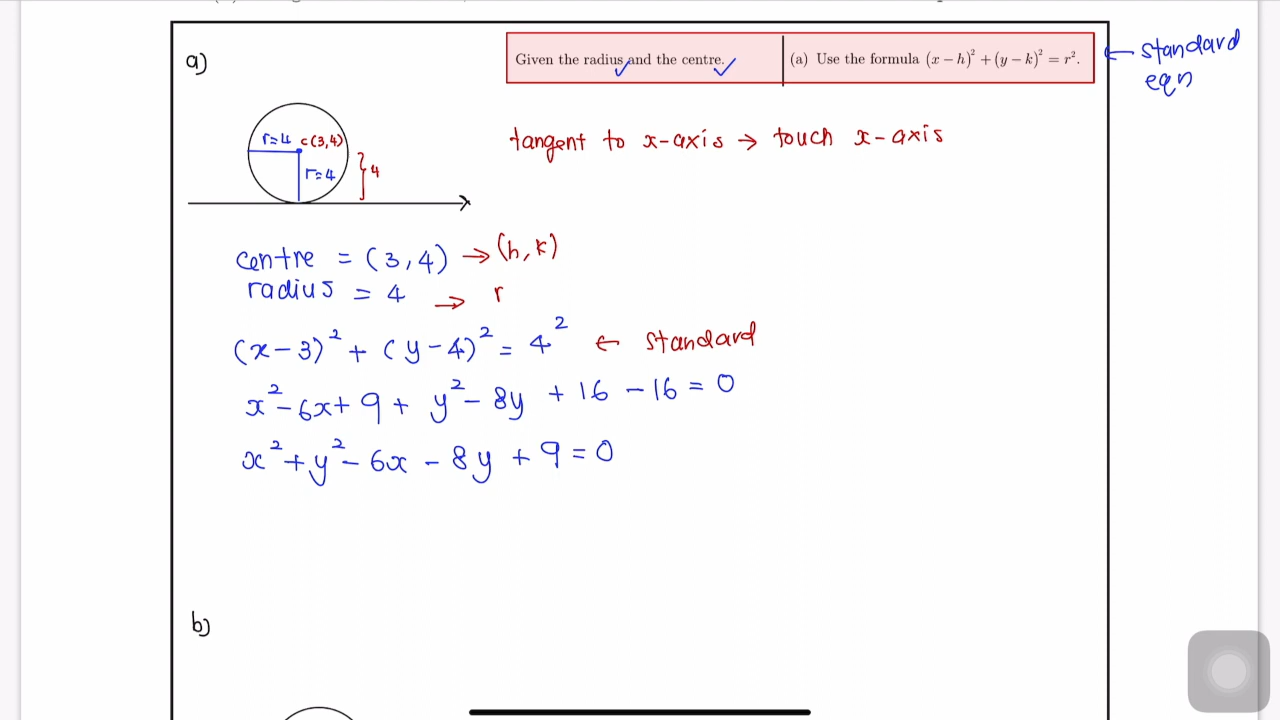 a)
Given the radius and the centre.
(a) Use the formula (x − h)² + (y − k)² = r².
← standard
eqn
r=4 c(3,4)
r=4
4
tangent to x-axis → touch x-axis
centre = (3,4) → (h,k)
radius = 4 → r
(x−3)² + (y−4)² = 4² ← standard
x² − 6x + 9 + y² − 8y + 16 − 16 = 0
x² + y² − 6x − 8y + 9 = 0
b)